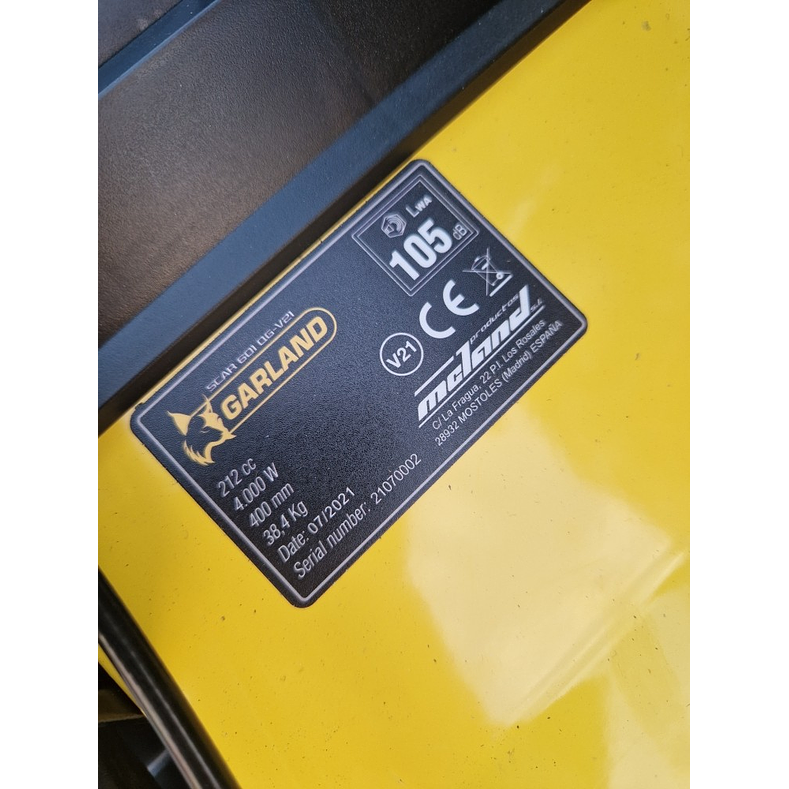 SCAR 601 QG-V21
GARLAND
212 cc
4.000 W
400 mm
38,4 Kg
Date: 07/2021
Serial number: 21070002
LWA
105 dB
V21
CE
productos
mcland
S.L.
C/ La Fragua, 22 P.I. Los Rosales
28932 MOSTOLES (Madrid) ESPAÑA